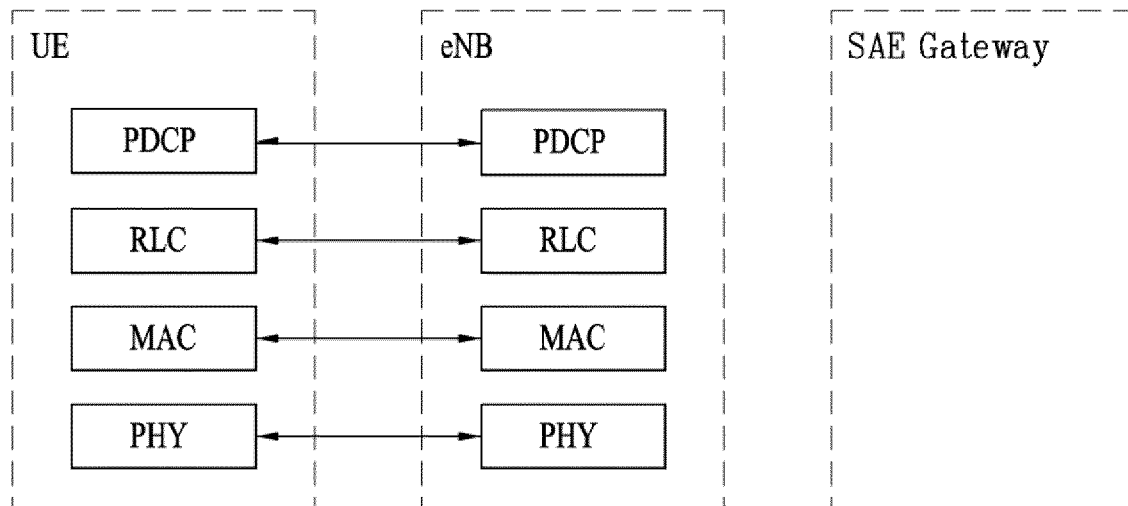 UE
eNB
SAE Gateway
PDCP
PDCP
RLC
RLC
MAC
MAC
PHY
PHY